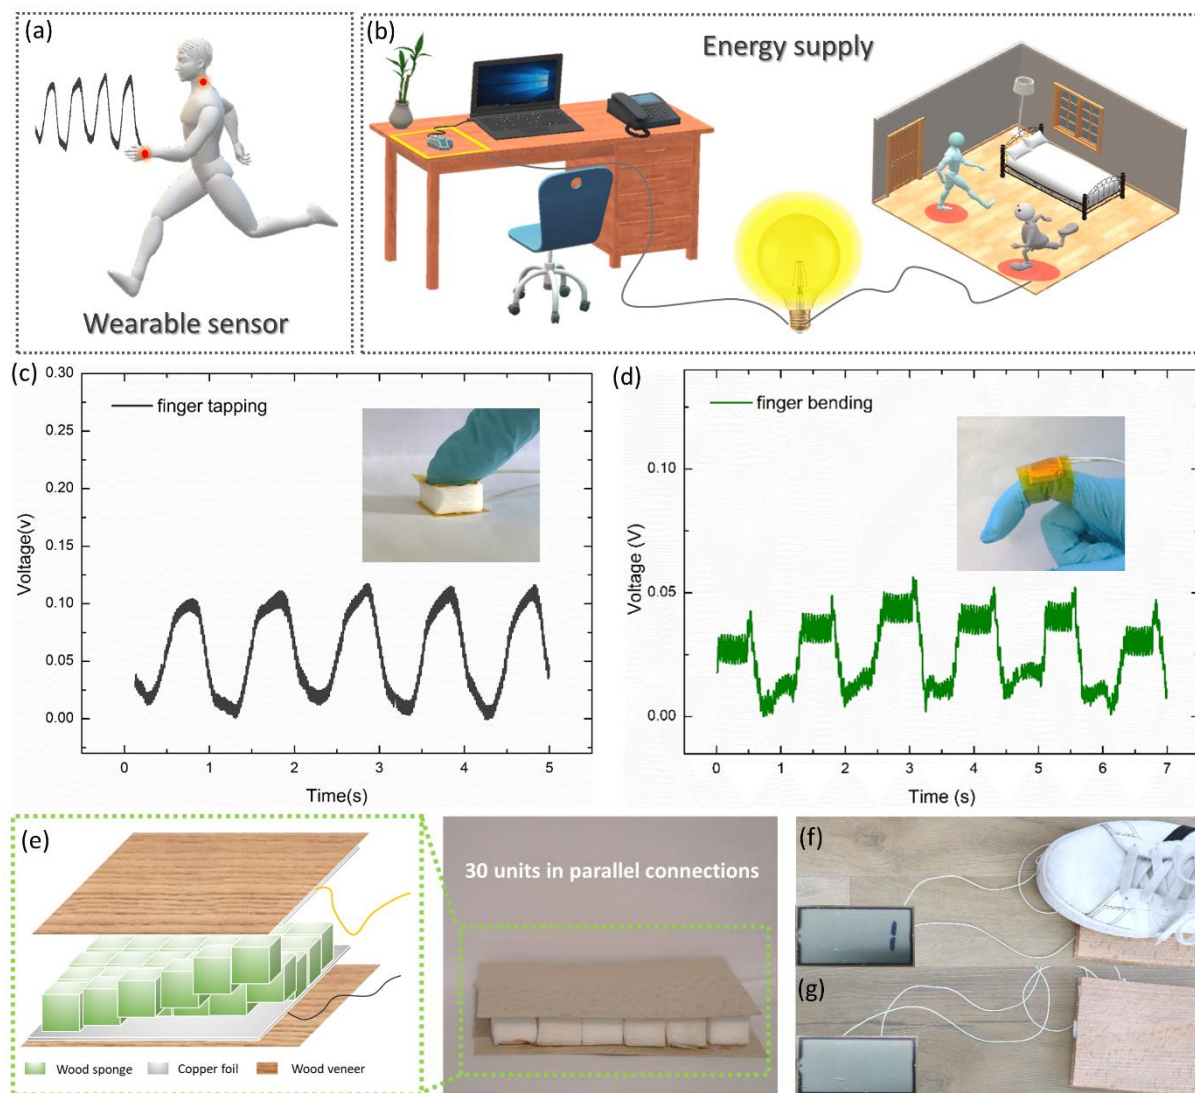 (a)
Wearable sensor
(b)
Energy supply
(c)
0.30
0.25
0.20
0.15
0.10
0.05
0.00
Voltage(v)
finger tapping
0 1 2 3 4 5
Time(s)
(d)
0.10
0.05
0.00
Voltage (V)
finger bending
0 1 2 3 4 5 6 7
Time (s)
(e)
Wood sponge Copper foil Wood veneer
30 units in parallel connections
(f)
1
(g)